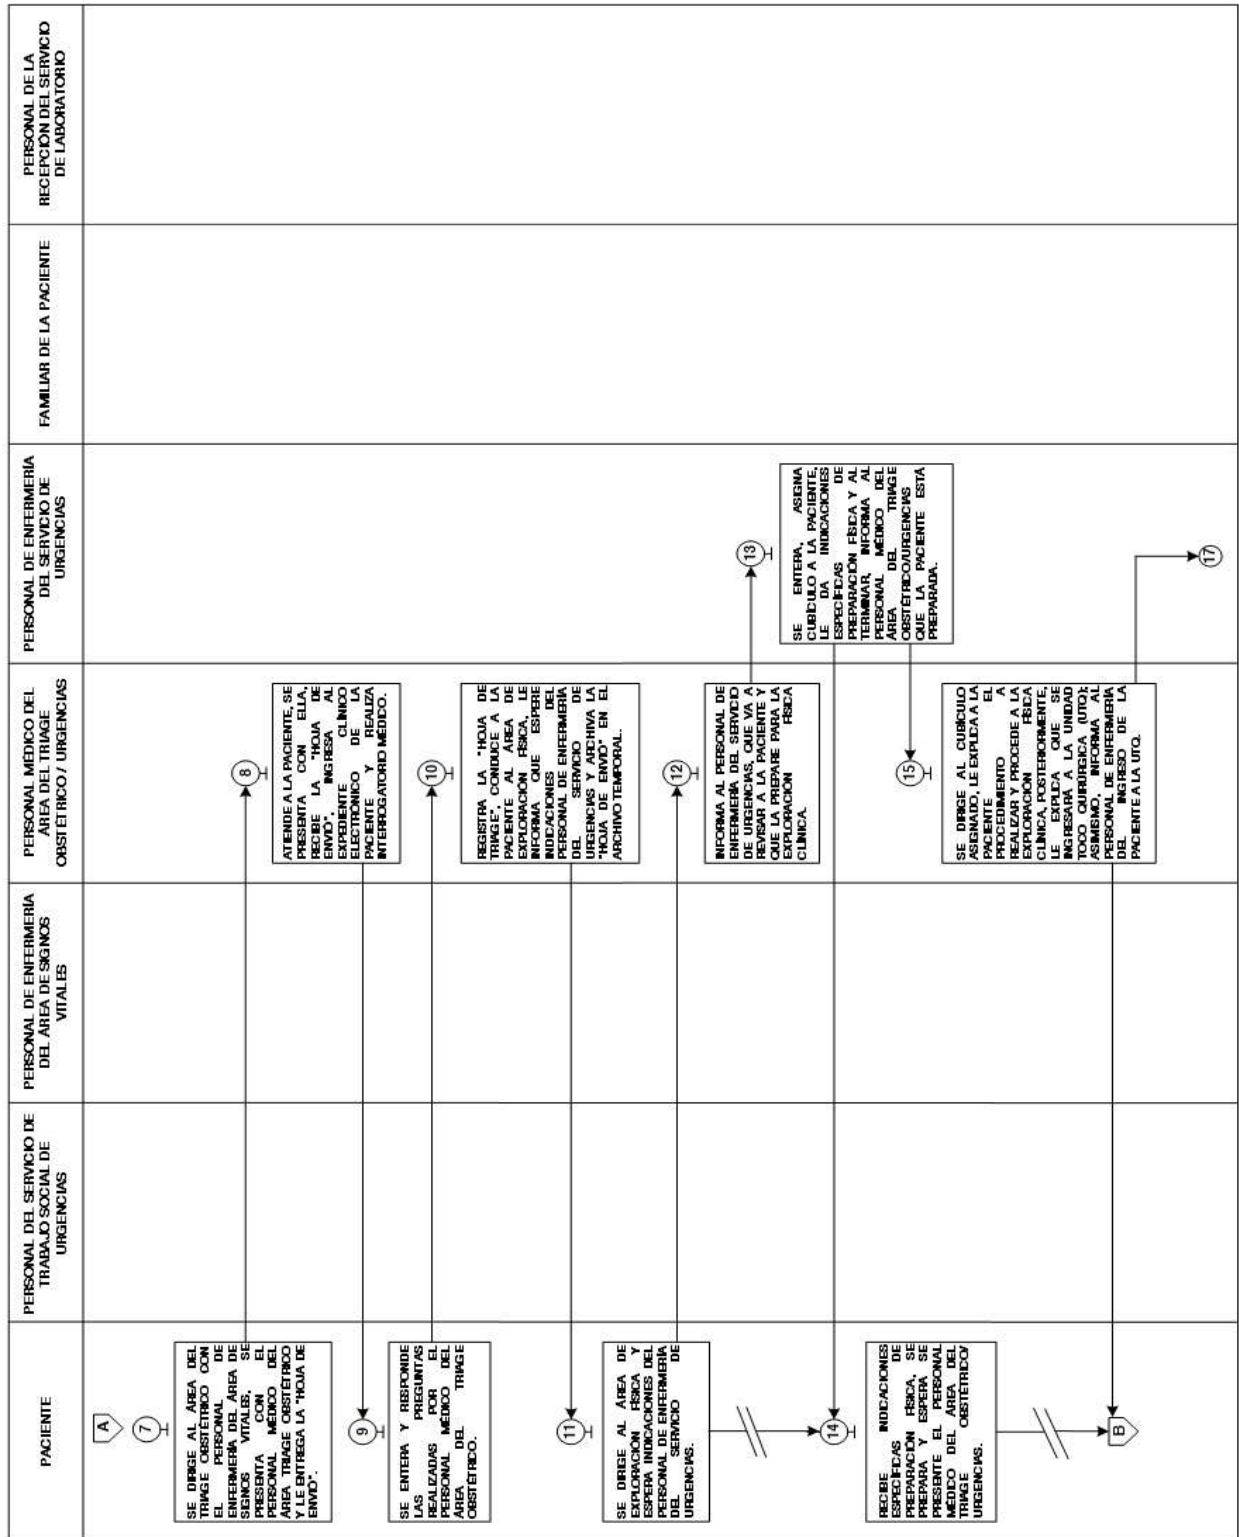 PACIENTE
PERSONAL DEL SERVICIO DE
TRABAJO SOCIAL DE
URGENCIAS
PERSONAL DE ENFERMERÍA
DEL ÁREA DE SIGNOS
VITALES
PERSONAL MÉDICO DEL
ÁREA DEL TRIAGE
OBSTÉTRICO / URGENCIAS
PERSONAL DE ENFERMERÍA
DEL SERVICIO DE
URGENCIAS
FAMILIAR DE LA PACIENTE
PERSONAL DE LA
RECEPCIÓN DEL SERVICIO
DE LABORATORIO
A
7
SE DIRIGE AL ÁREA DEL
TRIAGE OBSTÉTRICO CON
EL PERSONAL DE
ENFERMERÍA DEL ÁREA DE
SIGNOS VITALES, SE
PRESENTA CON EL
PERSONAL MÉDICO DEL
ÁREA TRIAGE OBSTÉTRICO
Y LE ENTREGA LA "HOJA DE
ENVIO".
8
ATIENDE A LA PACIENTE, SE
PRESENTA CON ELLA,
RECIBE LA "HOJA DE
ENVIÓ", INGRESA AL
EXPEDIENTE CLÍNICO
ELECTRÓNICO DE LA
PACIENTE Y REALIZA
INTERROGATORIO MÉDICO.
9
SE ENTERA Y RESPONDE
LAS PREGUNTAS
REALIZADAS POR EL
PERSONAL MÉDICO DEL
ÁREA DEL TRIAGE
OBSTÉTRICO.
10
REGISTRA LA "HOJA DE
TRIAGE", CONDUCE A LA
PACIENTE AL ÁREA DE
EXPLORACIÓN FÍSICA, LE
INFORMA QUE ESPERE
INDICACIONES DEL
PERSONAL DE ENFERMERÍA
DEL SERVICIO DE
URGENCIAS Y ARCHIVA LA
"HOJA DE ENVIÓ" EN EL
ARCHIVO TEMPORAL.
11
SE DIRIGE AL ÁREA DE
EXPLORACIÓN FÍSICA Y
ESPERA INDICACIONES DEL
PERSONAL DE ENFERMERÍA
DEL SERVICIO DE
URGENCIAS.
12
INFORMA AL PERSONAL DE
ENFERMERÍA DEL SERVICIO
DE URGENCIAS, QUE VA A
REVISAR A LA PACIENTE Y
QUE LA PREPARE PARA LA
EXPLORACIÓN FÍSICA
CLÍNICA.
13
SE ENTERA, ASIGNA
CUBÍCULO A LA PACIENTE,
LE DA INDICACIONES
ESPECÍFICAS DE
PREPARACIÓN FÍSICA Y AL
TERMINAR, INFORMA AL
PERSONAL MÉDICO DEL
ÁREA DEL TRIAGE
OBSTÉTRICO/URGENCIAS
QUE LA PACIENTE ESTÁ
PREPARADA.
14
RECIBE INDICACIONES
ESPECÍFICAS DE
PREPARACIÓN FÍSICA, SE
PREPARA Y ESPERA SE
PRESENTE EL PERSONAL
MÉDICO DEL ÁREA DEL
TRIAGE OBSTÉTRICO/
URGENCIAS.
15
SE DIRIGE AL CUBÍCULO
ASIGNADO, LE EXPLICA A LA
PACIENTE EL
PROCEDIMIENTO A
REALIZAR Y PROCEDE A LA
EXPLORACIÓN FÍSICA
CLÍNICA, POSTERIORMENTE,
LE EXPLICA QUE SE
INGRESARÁ A LA UNIDAD
TOCO QUIRÚRGICA (UTQ);
ASIMISMO, INFORMA AL
PERSONAL DE ENFERMERÍA
DEL INGRESO DE LA
PACIENTE A LA UTQ.
17
B